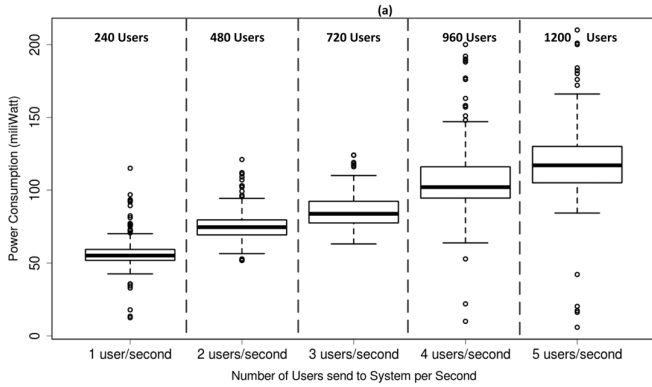 (a)
240 Users 480 Users 720 Users 960 Users 1200 Users
Power Consumption (miliWatt)
200
150
100
50
0
1 user/second 2 users/second 3 users/second 4 users/second 5 users/second
Number of Users send to System per Second